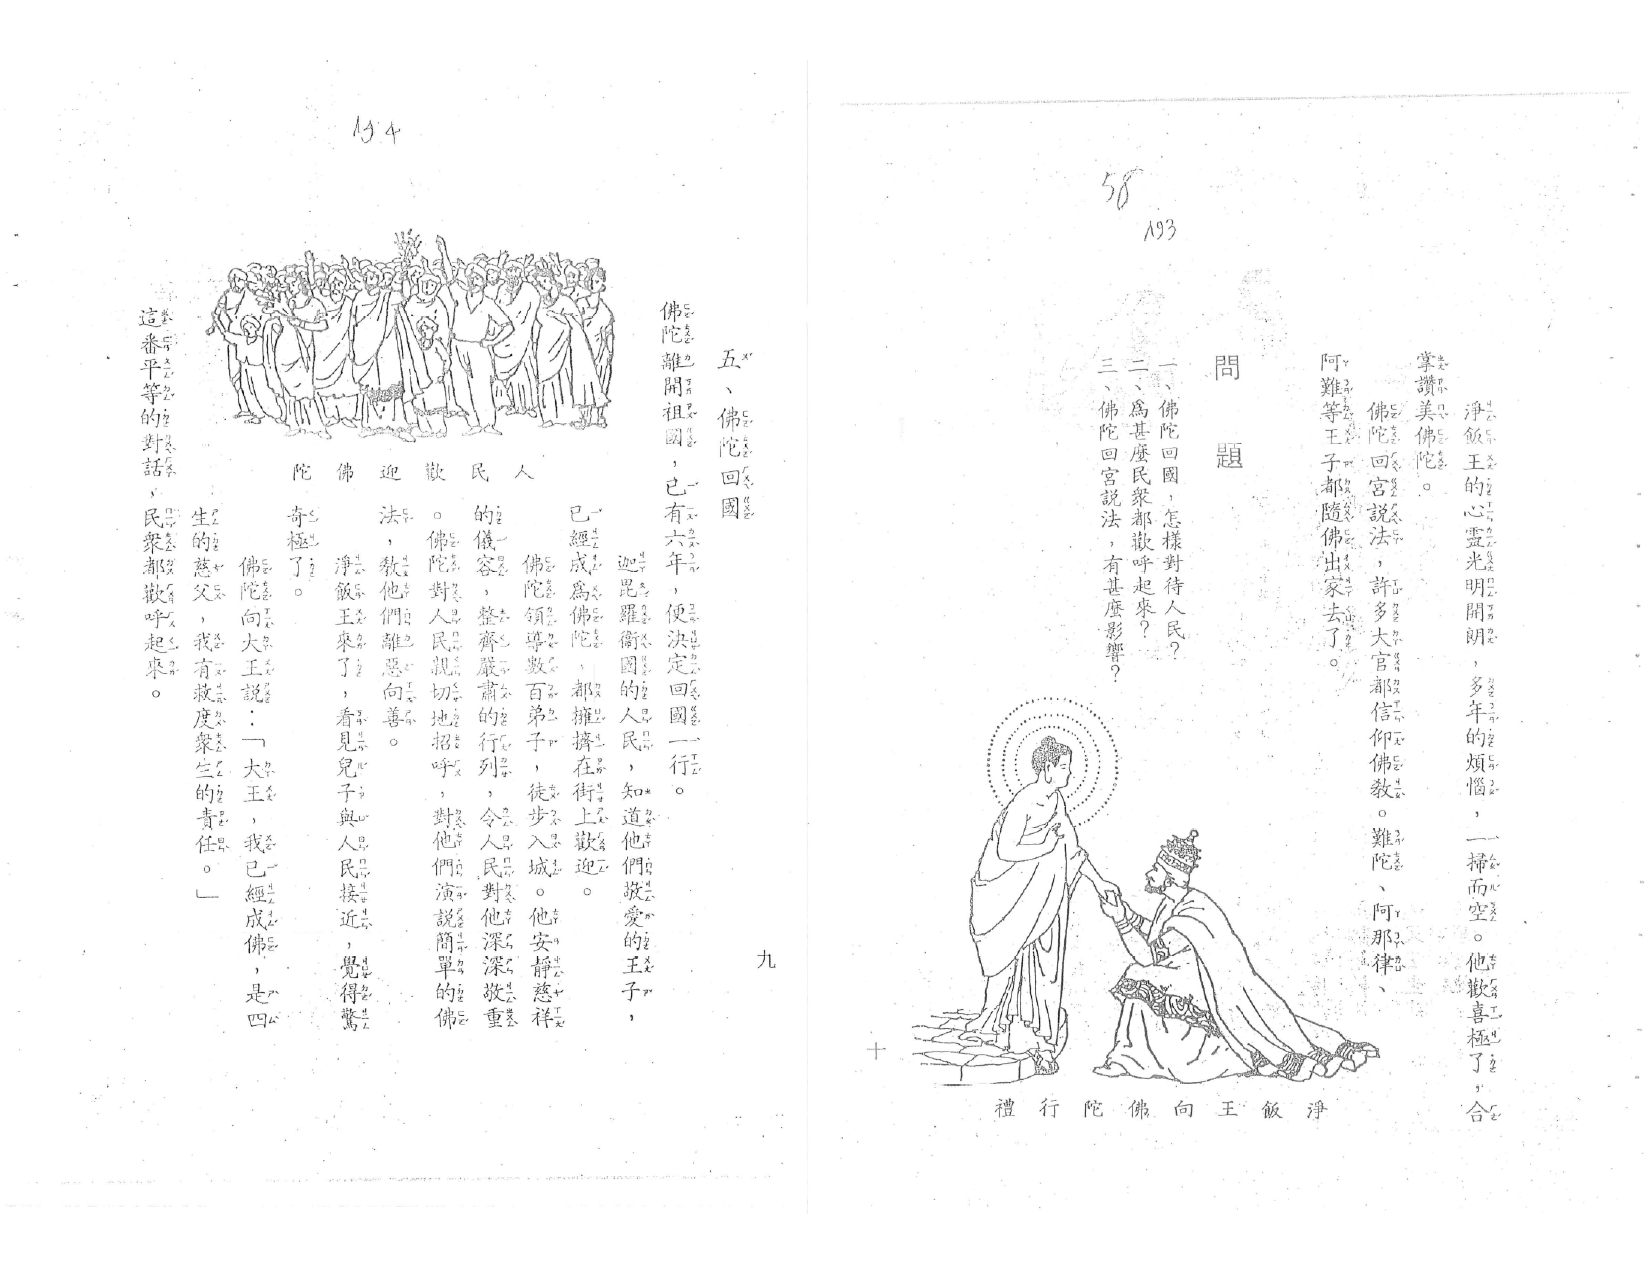 194
五、佛陀回國
佛陀離開祖國，已有六年，便決定回國一行。
迦毘羅衞國的人民，知道他們敬愛的王子，
已經成爲佛陀，都擁擠在街上歡迎。
佛陀領導數百弟子，徒步入城。他安靜慈祥
的儀容，整齊嚴肅的行列，令人民對他深深敬重
。佛陀對人民親切地招呼，對他們演說簡單的佛
法，教他們離惡向善。
淨飯王來了，看見兒子與人民接近，覺得驚
奇極了。
佛陀向大王說：「大王，我已經成佛，是四
生的慈父，我有救度衆生的責任。」
這番平等的對話，民衆都歡呼起來。
人民歡迎佛陀
九
58
193
淨飯王的心靈光明開朗，多年的煩惱，一掃而空。他歡喜極了，合
掌讚美佛陀。
佛陀回宮說法，許多大官都信仰佛教。難陀、阿那律、
阿難等王子都隨佛出家去了。
問題
一、佛陀回國，怎樣對待人民？
二、爲甚麼民衆都歡呼起來？
三、佛陀回宮說法，有甚麼影響？
淨飯王向佛陀行禮
十